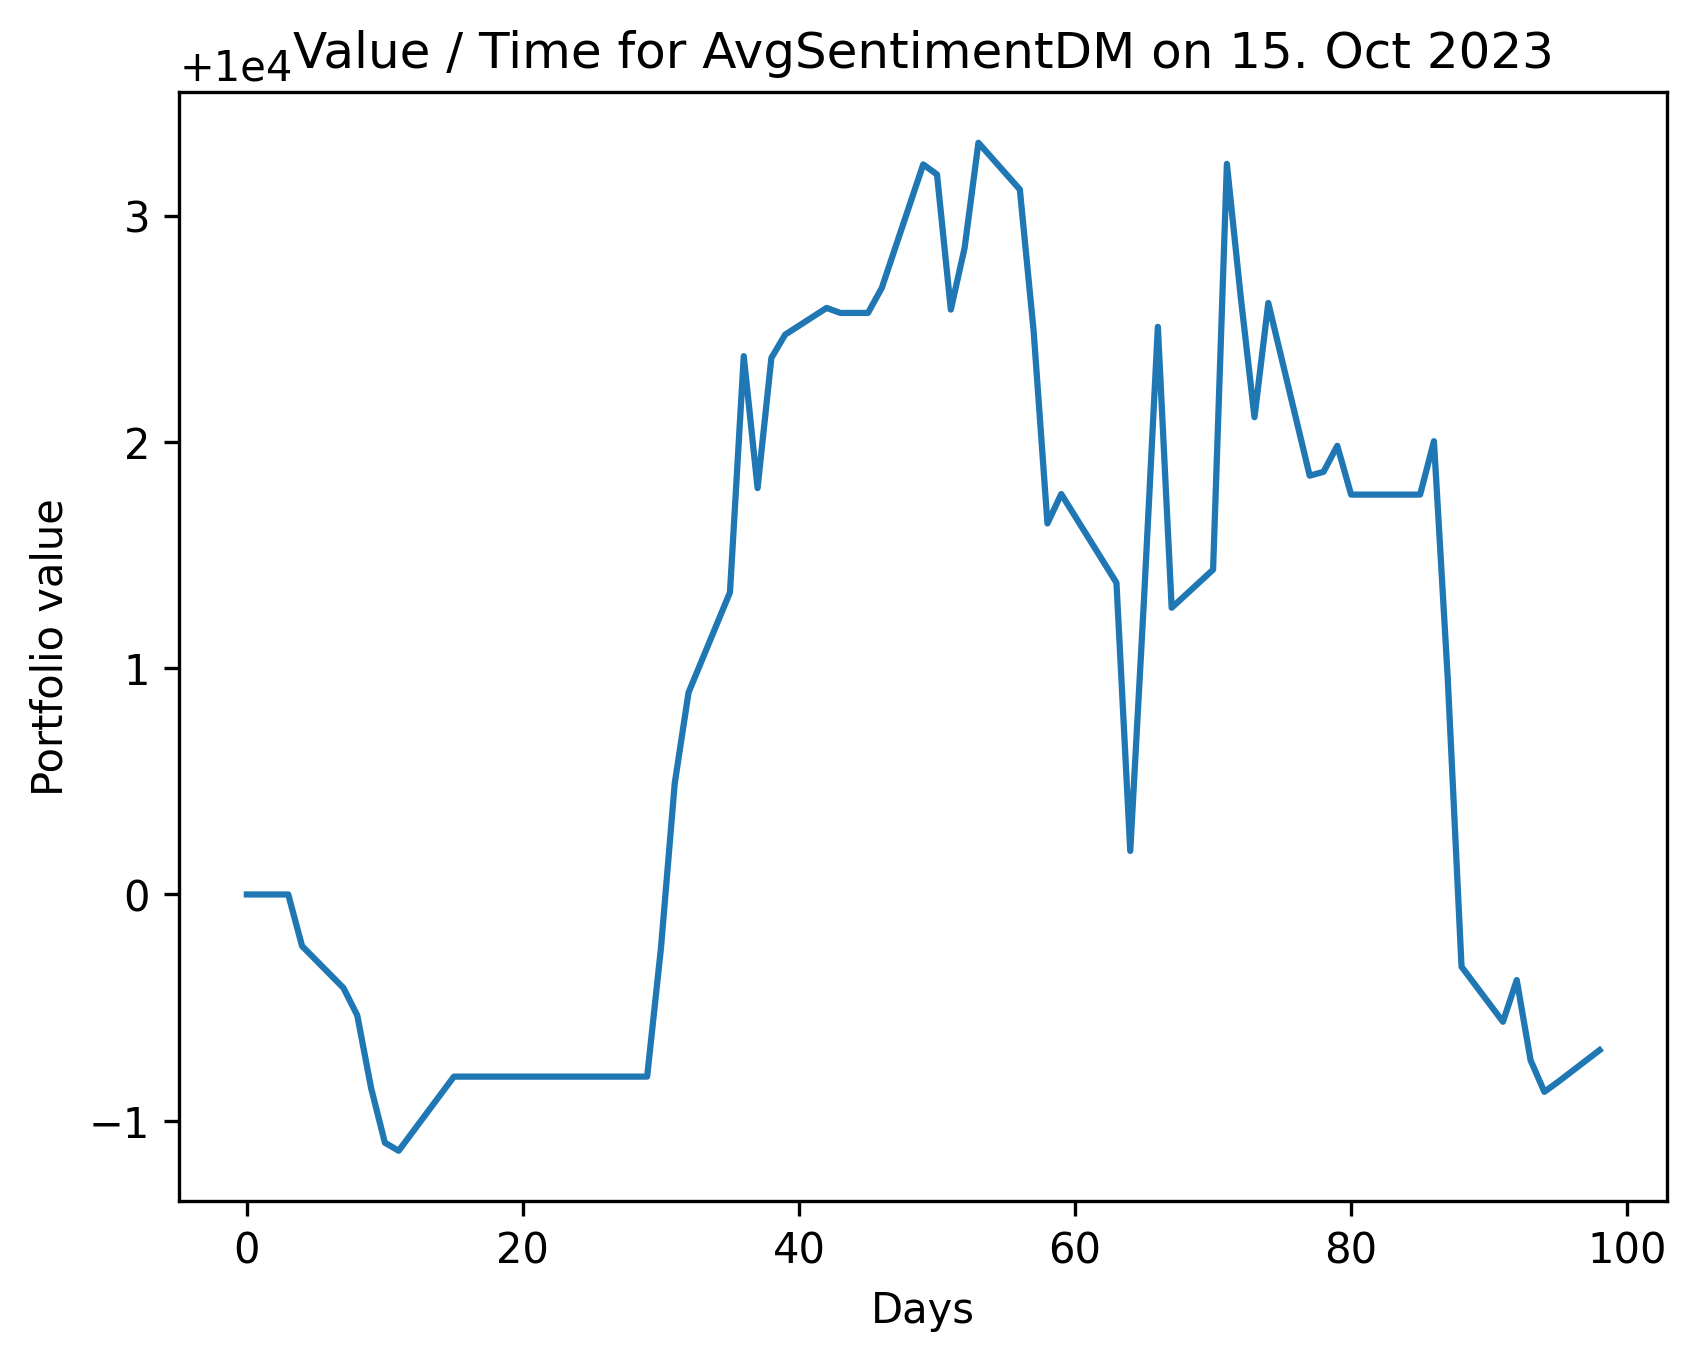 Value / Time for AvgSentimentDM on 15. Oct 2023
+1e4
3
2
1
0
−1
Portfolio value
0 20 40 60 80 100
Days